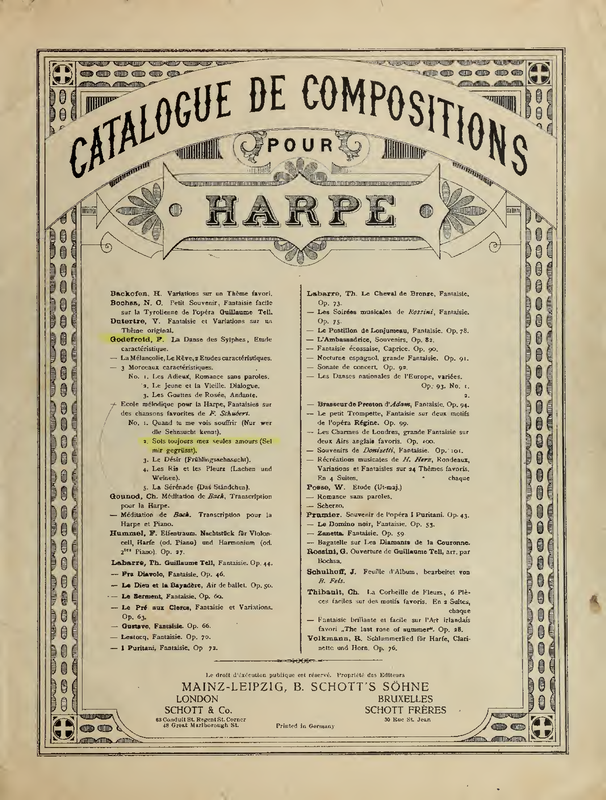 CATALOGUE DE COMPOSITIONS
POUR
HARPE
Backofen, H. Variations sur un Thème favori.
Bochsa, N. C. Petit Souvenir, Fantaisie facile
sur la Tyrolienne de l'opéra Guillaume Tell.
Dutertre, V. Fantaisie et Variations sur un
Thème original.
Godefroid, F. La Danse des Sylphes, Etude
caractéristique.
— La Mélancolie, Le Rêve, 2 Etudes caractéristiques.
— 3 Morceaux caractéristiques.
No. 1. Les Adieux, Romance sans paroles.
2. Le Jeune et la Vieille. Dialogue.
3. Les Gouttes de Rosée, Andante.
— Ecole mélodique pour la Harpe, Fantaisies sur
des chansons favorites de F. Schubert.
No. 1. Quand tu me vois souffrir (Nur wer
die Sehnsucht kennt).
2. Sois toujours mes seules amours (Sei
mir gegrüsst).
3. Le Désir (Frühlingssehnsucht).
4. Les Ris et les Pleurs (Lachen und
Weinen).
5. La Sérénade (Das Ständchen).
Gounod, Ch. Méditation de Bach, Transcription
pour la Harpe.
— Méditation de Bach. Transcription pour la
Harpe et Piano.
Hummel, F. Elfentraum. Nachtstück für Violon-
cell, Harfe (od. Piano) und Harmonium (od.
2tes Piano). Op. 27.
Labarre, Th. Guillaume Tell, Fantaisie. Op. 44.
— Fra Diavolo, Fantaisie, Op. 46.
— Le Dieu et la Bayadère, Air de ballet. Op. 50.
— Le Serment, Fantaisie, Op. 60.
— Le Pré aux Clercs, Fantaisie et Variations.
Op. 63.
— Gustave, Fantaisie. Op. 66.
— Lestocq, Fantaisie. Op. 70.
— I Puritani, Fantaisie, Op 72.
Labarre, Th. Le Cheval de Bronze, Fantaisie.
Op. 73.
— Les Soirées musicales de Rossini, Fantaisie.
Op. 75.
— Le Postillon de Lonjumeau, Fantaisie. Op. 78.
— L'Ambassadrice, Souvenirs, Op. 82.
— Fantaisie écossaise, Caprice. Op. 90.
— Nocturne espagnol, grande Fantaisie. Op. 91.
— Sonate de concert. Op. 92.
— Les Danses nationales de l'Europe, variées.
Op. 93. No. 1.
2.
— Brasseur de Preston d'Adam, Fantaisie, Op. 94.
— Le petit Trompette, Fantaisie sur deux motifs
de l'opéra Régine. Op. 99.
— Les Charmes de Londres, grande Fantaisie sur
deux Airs anglais favoris. Op. 100.
— Souvenirs de Donizetti, Fantaisie. Op. 101.
— Récréations musicales de H. Herz, Rondeaux,
Variations et Fantaisies sur 24 Thèmes favoris.
En 4 Suites. chaque
Posse, W. Etude (Ut-maj.)
— Romance sans paroles.
— Scherzo.
Prumier. Souvenir de l'opéra I Puritani. Op. 43.
— Le Domino noir, Fantaisie. Op. 55.
— Zanetta. Fantaisie. Op. 59
— Bagatelle sur Les Diamants de la Couronne.
Rossini, G. Ouverture de Guillaume Tell, arr. par
Bochsa.
Schulhoff, J. Feuille d'Album, bearbeitet von
R. Fels.
Thibault, Ch. La Corbeille de Fleurs, 6 Piè-
ces faciles sur des motifs favoris. En 2 Suites,
chaque
— Fantaisie brillante et facile sur l'Art irlandais
favori „The last rose of summer“. Op. 28.
Volkmann, R. Schlummerlied für Harfe, Clari-
nette und Horn. Op. 76.
Le droit d'éxécution publique est réservé. Propriété des Editeurs
MAINZ-LEIPZIG, B. SCHOTT'S SÖHNE
LONDON
SCHOTT & Co.
63 Conduit St. Regent St. Corner
48 Great Marlborough St.
Printed in Germany
BRUXELLES
SCHOTT FRÈRES
30 Rue St. Jean